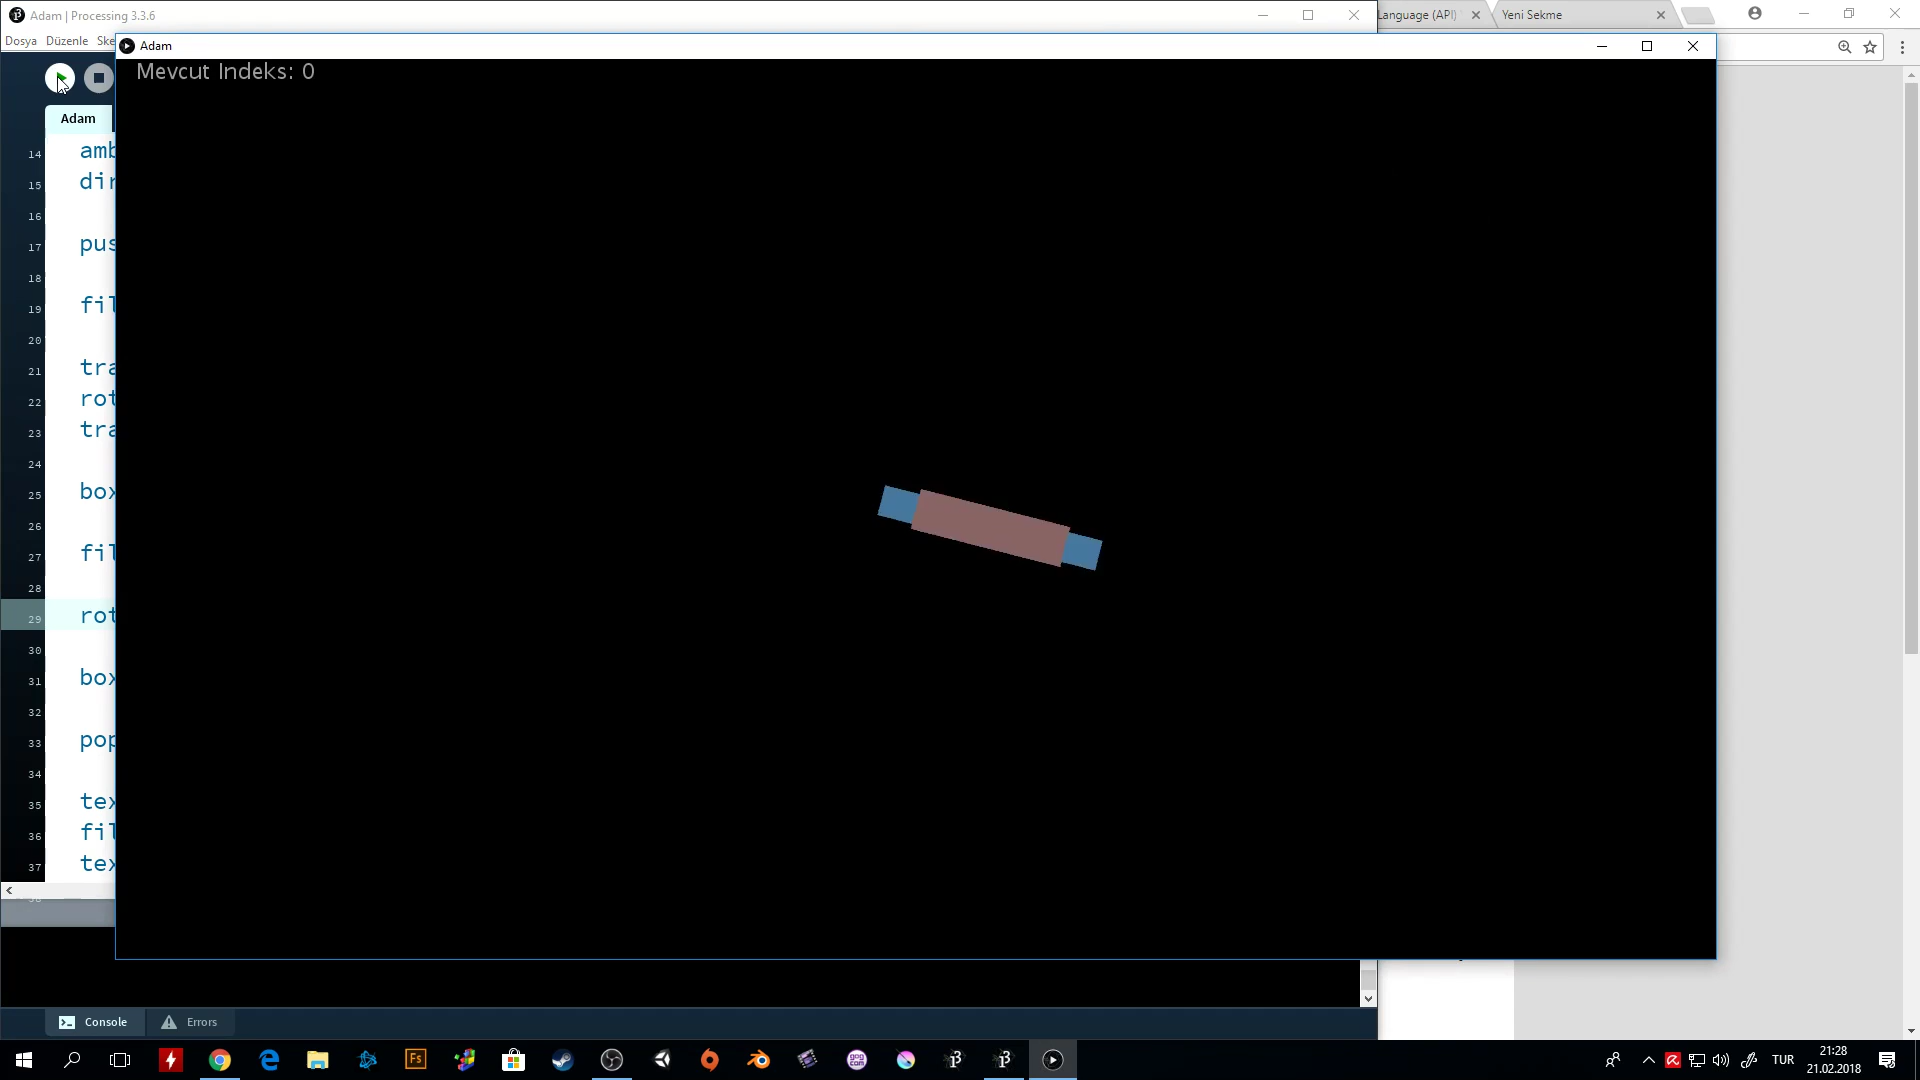 Adam | Processing 3.3.6
Language (API)
Yeni Sekme
Dosya Düzenle Ske
Adam
Mevcut Indeks: 0
Adam
14 amb
15 dir
16
17 pus
18
19 fil
20
21 tra
22 rot
23 tra
24
25 box
26
27 fil
28
29 rot
30
31 box
32
33 pop
34
35 tex
36 fil
37 tex
Console
Errors
Fs
gog
com
TUR
21:28
21.02.2018